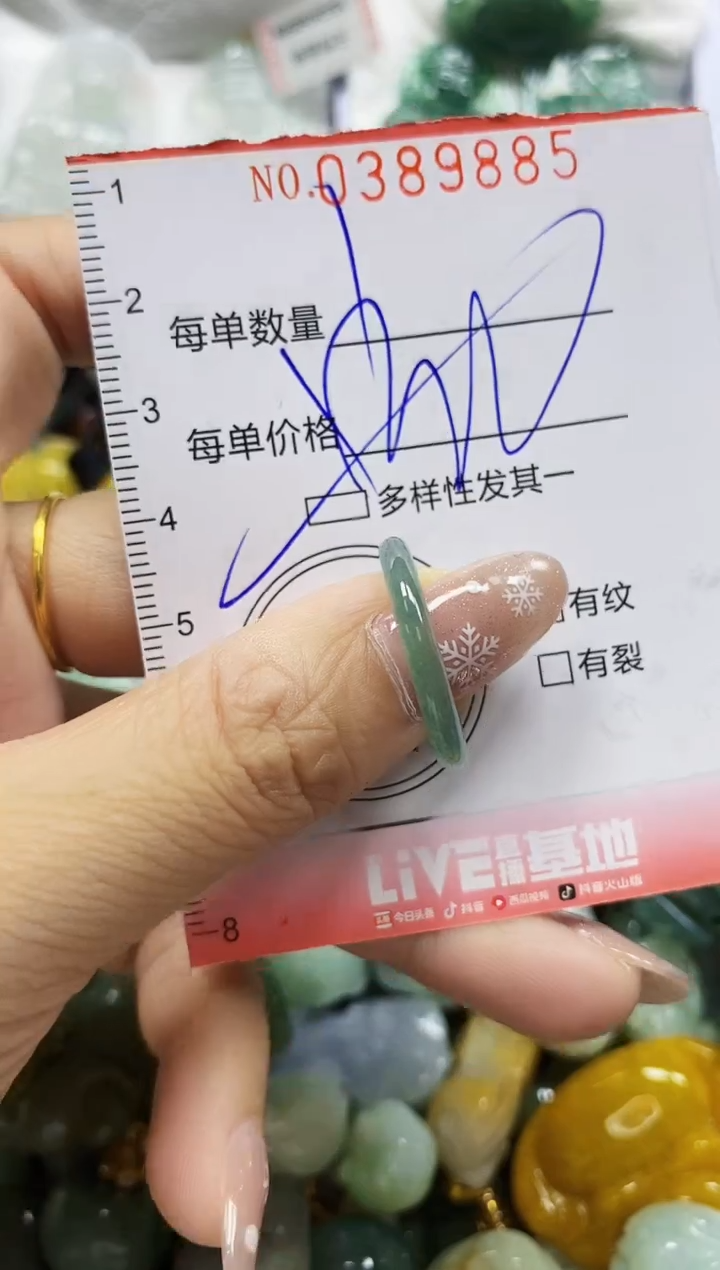 NO.0389885
1
2
每单数量
3
每单价格
4
多样性发其一
5
有纹
有裂
LiVE直播基地
今日头条 抖音 西瓜视频 抖音火山版
8